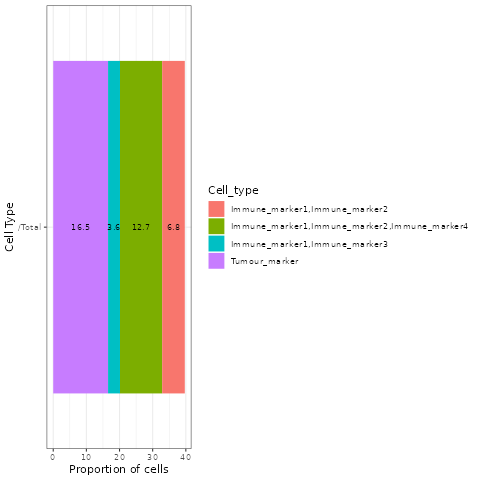 Cell Type
/Total
16.5 3.6 12.7 6.8
0 10 20 30 40
Proportion of cells
Cell_type
Immune_marker1,Immune_marker2
Immune_marker1,Immune_marker2,Immune_marker4
Immune_marker1,Immune_marker3
Tumour_marker